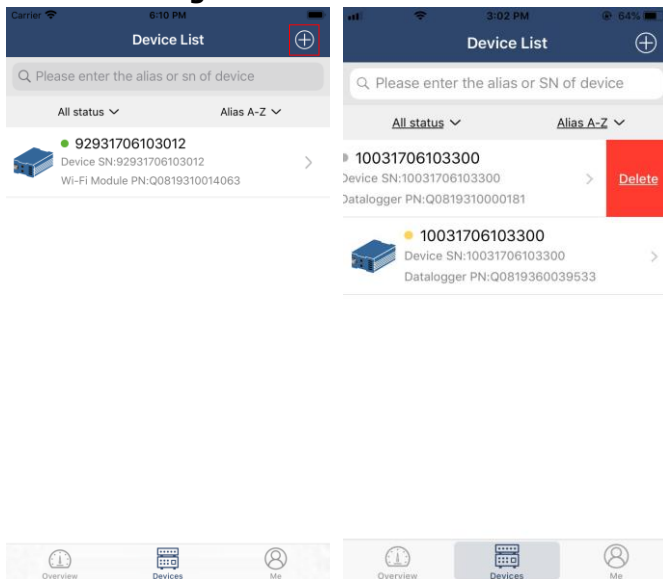 Carrier 6:10 PM
Device List
Please enter the alias or sn of device
All status Alias A-Z
92931706103012
Device SN:92931706103012
Wi-Fi Module PN:Q0819310014063
Overview Devices Me
3:02 PM 64%
Device List
Please enter the alias or SN of device
All status Alias A-Z
10031706103300
Device SN:10031706103300
Datalogger PN:Q0819310000181
Delete
10031706103300
Device SN:10031706103300
Datalogger PN:Q0819360039533
Overview Devices Me